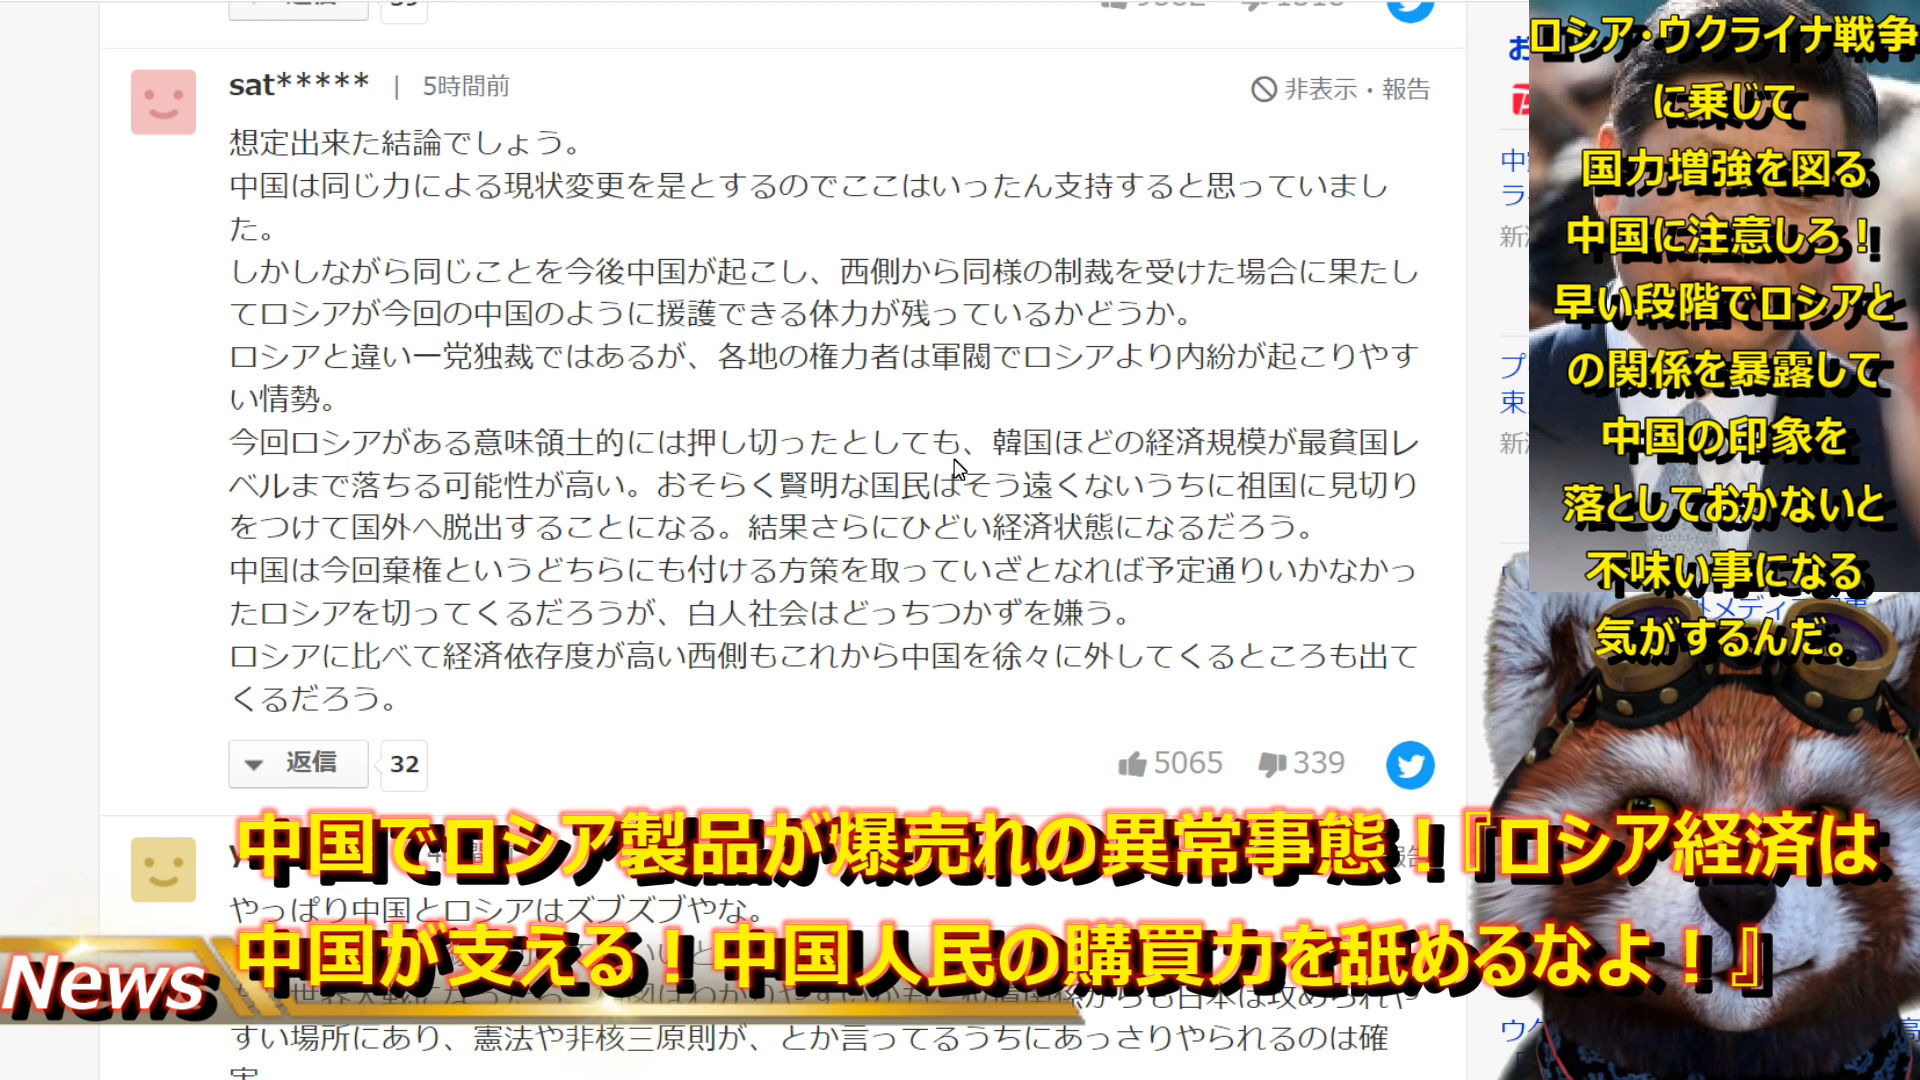 sat***** | 5時間前
非表示・報告
想定出来た結論でしょう。
中国は同じ力による現状変更を是とするのでここはいったん支持すると思っていまし
た。
しかしながら同じことを今後中国が起こし、西側から同様の制裁を受けた場合に果たし
てロシアが今回の中国のように援護できる体力が残っているかどうか。
ロシアと違い一党独裁ではあるが、各地の権力者は軍閥でロシアより内紛が起こりやす
い情勢。
今回ロシアがある意味領土的には押し切ったとしても、韓国ほどの経済規模が最貧国レ
ベルまで落ちる可能性が高い。おそらく賢明な国民はそう遠くないうちに祖国に見切り
をつけて国外へ脱出することになる。結果さらにひどい経済状態になるだろう。
中国は今回棄権というどちらにも付ける方策を取っていざとなれば予定通りいかなかっ
たロシアを切ってくるだろうが、白人社会はどっちつかずを嫌う。
ロシアに比べて経済依存度が高い西側もこれから中国を徐々に外してくるところも出て
くるだろう。
返信 32
5065 339
やっぱり中国とロシアはズブズブやな。
すい場所にあり、憲法や非核三原則が、とか言ってるうちにあっさりやられるのは確
ロシア・ウクライナ戦争
に乗じて
国力増強を図る
中国に注意しろ！
早い段階でロシアと
の関係を暴露して
中国の印象を
落としておかないと
不味い事になる
気がするんだ。
中国でロシア製品が爆売れの異常事態！『ロシア経済は
中国が支える！中国人民の購買力を舐めるなよ！』
News